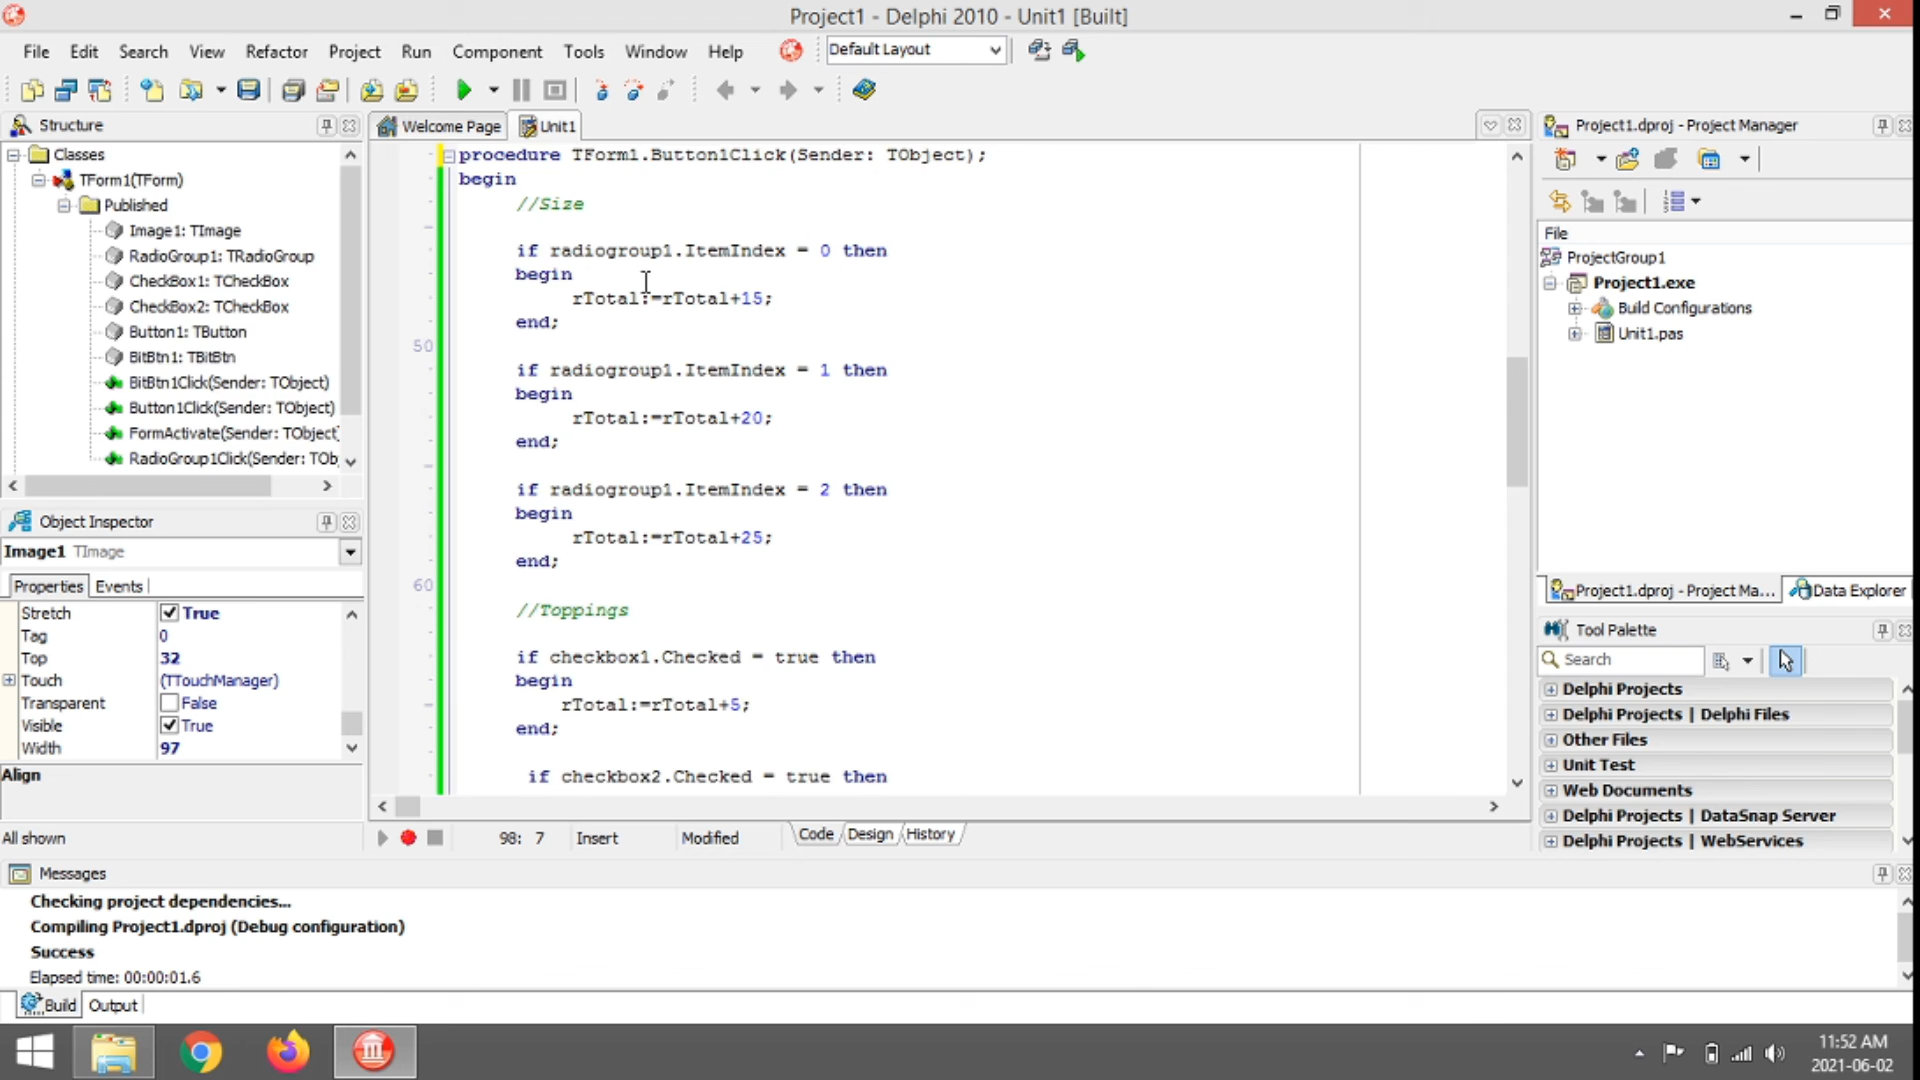 Project1 - Delphi 2010 - Unit1 [Built]
File Edit Search View Refactor Project Run Component Tools Window Help Default Layout
Structure
Classes
TForm1(TForm)
Published
Image1: TImage
RadioGroup1: TRadioGroup
CheckBox1: TCheckBox
CheckBox2: TCheckBox
Button1: TButton
BitBtn1: TBitBtn
BitBtn1Click(Sender: TObject)
Button1Click(Sender: TObject)
FormActivate(Sender: TObject
RadioGroup1Click(Sender: TOb
Object Inspector
Image1 TImage
Properties Events
Stretch True
Tag 0
Top 32
Touch (TTouchManager)
Transparent False
Visible True
Width 97
Align
All shown
Welcome Page Unit1
procedure TForm1.Button1Click(Sender: TObject);
begin
//Size
if radiogroup1.ItemIndex = 0 then
begin
rTotal:=rTotal+15;
end;
50
if radiogroup1.ItemIndex = 1 then
begin
rTotal:=rTotal+20;
end;
if radiogroup1.ItemIndex = 2 then
begin
rTotal:=rTotal+25;
end;
60
//Toppings
if checkbox1.Checked = true then
begin
rTotal:=rTotal+5;
end;
if checkbox2.Checked = true then
98: 7 Insert Modified Code Design History
Project1.dproj - Project Manager
File
ProjectGroup1
Project1.exe
Build Configurations
Unit1.pas
Project1.dproj - Project Ma... Data Explorer
Tool Palette
Search
Delphi Projects
Delphi Projects | Delphi Files
Other Files
Unit Test
Web Documents
Delphi Projects | DataSnap Server
Delphi Projects | WebServices
Messages
Checking project dependencies...
Compiling Project1.dproj (Debug configuration)
Success
Elapsed time: 00:00:01.6
Build Output
11:52 AM
2021-06-02